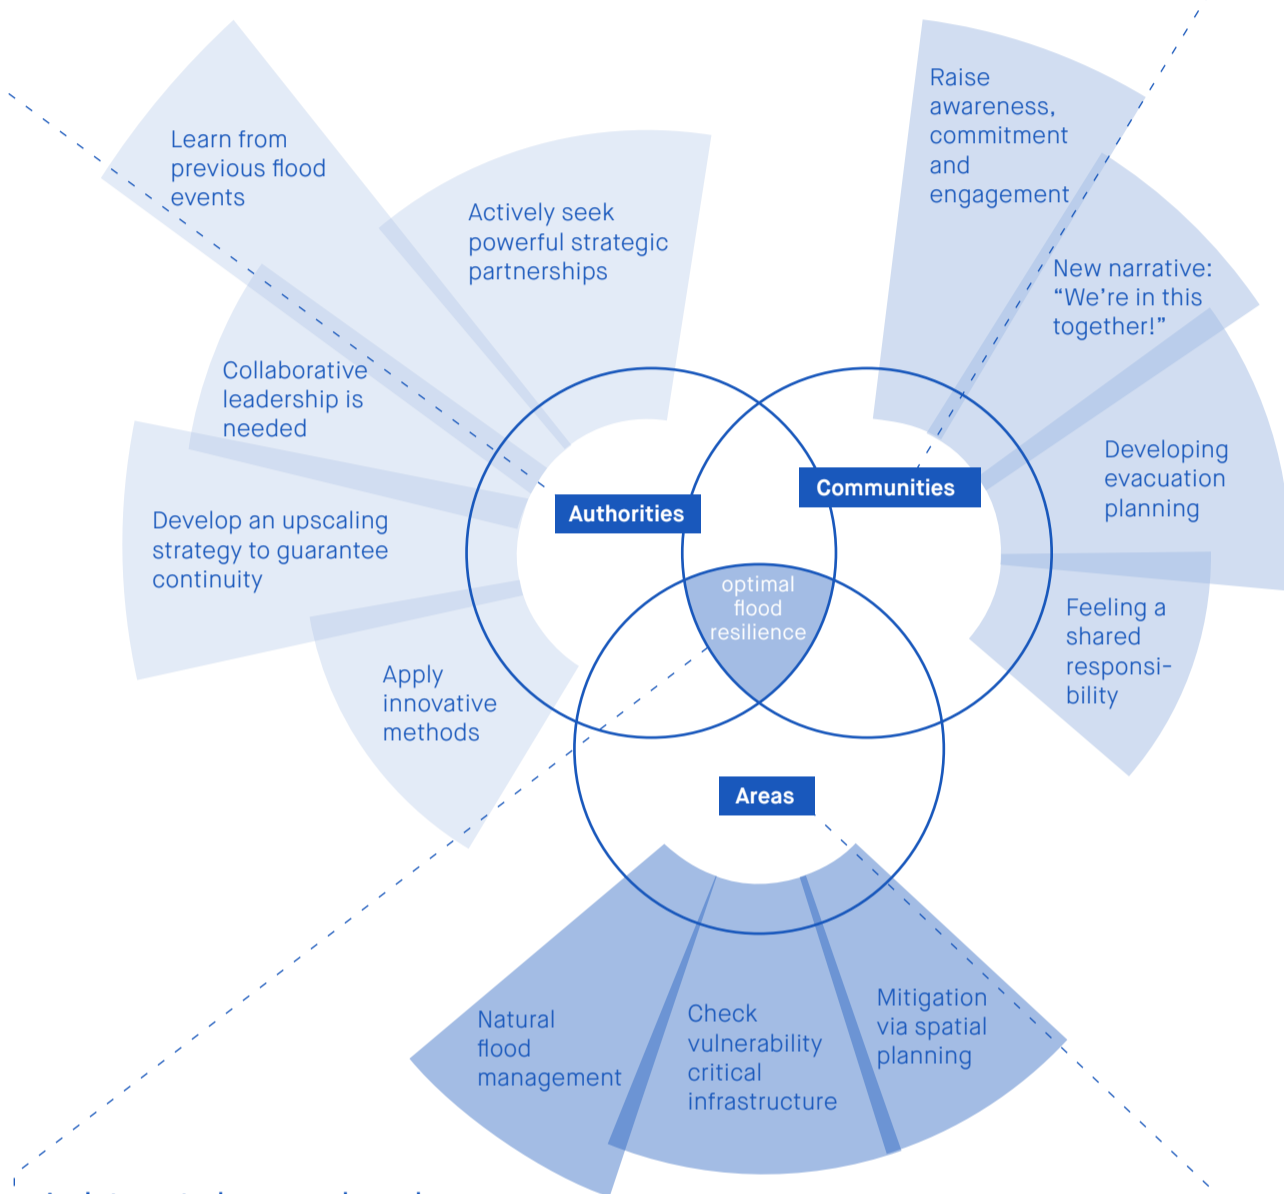 Raise
awareness,
commitment
and
engagement
Learn from
previous flood
events
Actively seek
powerful strategic
partnerships
New narrative:
“We’re in this
together!”
Collaborative
leadership is
needed
Developing
evacuation
planning
Communities
Authorities
Develop an upscaling
strategy to guarantee
continuity
optimal
flood
resilience
Feeling a
shared
responsi-
bility
Apply
innovative
methods
Areas
Natural
flood
management
Check
vulnerability
critical
infrastructure
Mitigation
via spatial
planning